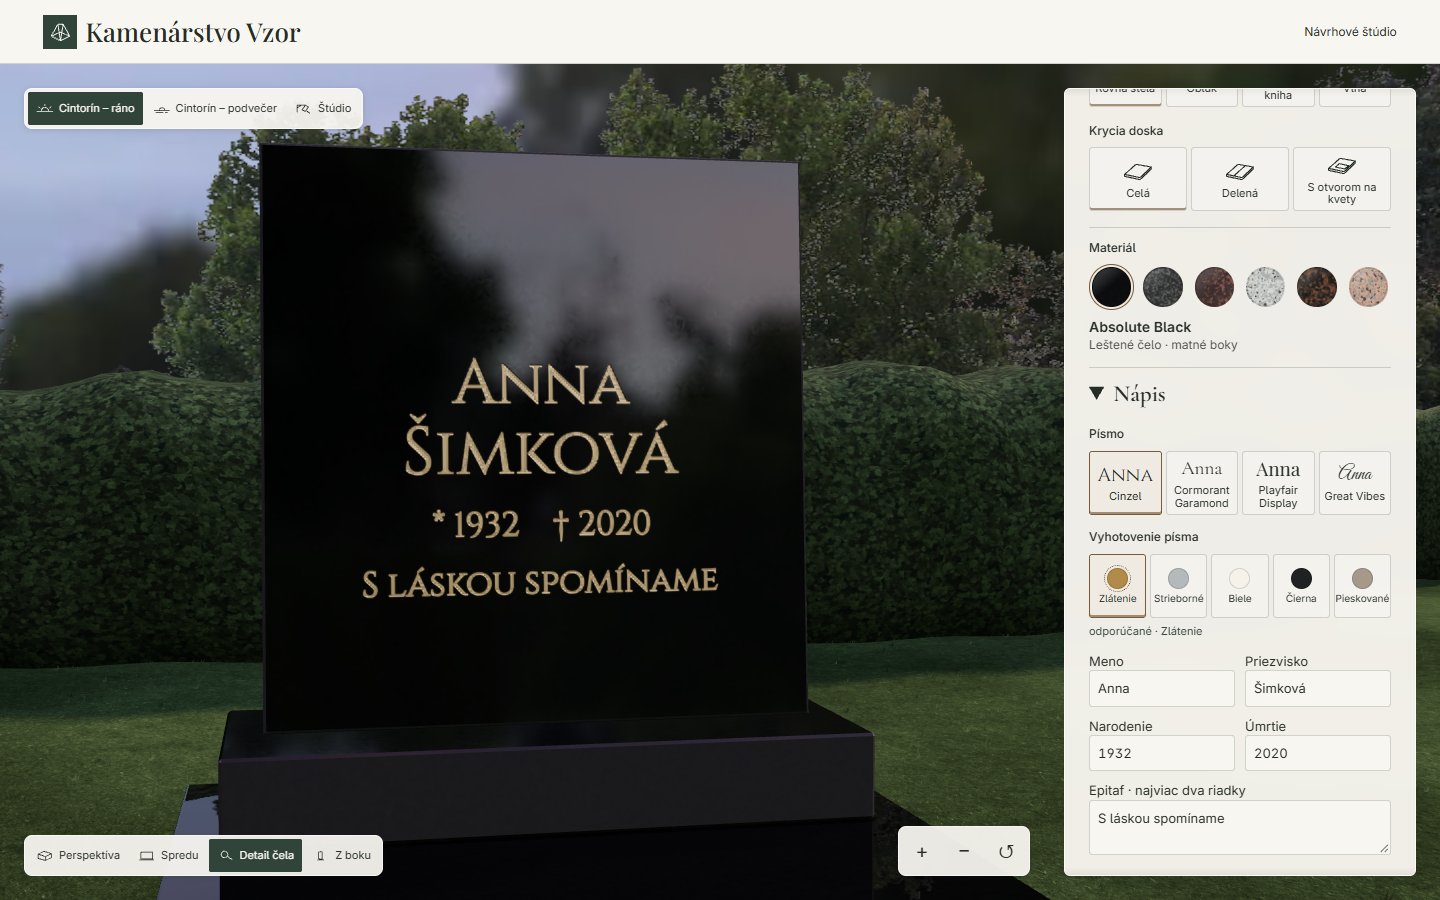 Kamenárstvo Vzor
Návrhové štúdio
Cintorín – ráno
Cintorín – podvečer
Štúdio
kniha
Krycia doska
Celá
Delená
S otvorom na
kvety
Materiál
Absolute Black
Leštené čelo · matné boky
▼ Nápis
Písmo
Anna
Cinzel
Anna
Cormorant
Garamond
Anna
Playfair
Display
Anna
Great Vibes
Vyhotovenie písma
Zlátenie
Strieborné
Biele
Čierna
Pieskované
odporúčané · Zlátenie
Meno
Priezvisko
Anna
Šimková
Narodenie
Úmrtie
1932
2020
Epitaf · najviac dva riadky
S láskou spomíname
Anna
Šimková
* 1932 † 2020
S láskou spomíname
Perspektíva
Spredu
Detail čela
Z boku
+
−